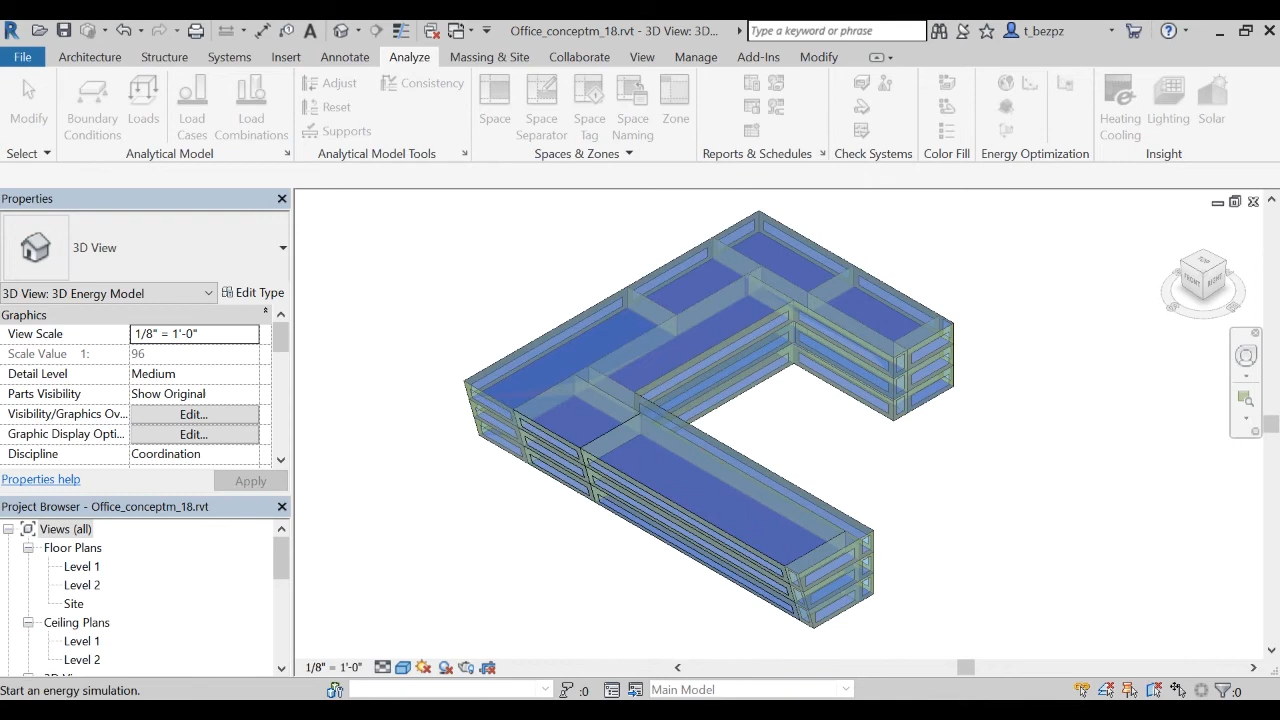 Office_conceptm_18.rvt - 3D View: 3D...
Type a keyword or phrase
t_bezpz
File Architecture Structure Systems Insert Annotate Analyze Massing & Site Collaborate View Manage Add-Ins Modify
Modify
Boundary Conditions
Loads
Load Cases
Load Combinations
Adjust
Reset
Supports
Consistency
Space
Space Separator
Space Tag
Space Naming
Zone
Heating Cooling
Lighting
Solar
Select
Analytical Model
Analytical Model Tools
Spaces & Zones
Reports & Schedules
Check Systems
Color Fill
Energy Optimization
Insight
Properties
3D View
3D View: 3D Energy Model
Edit Type
Graphics
View Scale 1/8" = 1'-0"
Scale Value 1: 96
Detail Level Medium
Parts Visibility Show Original
Visibility/Graphics Ov... Edit...
Graphic Display Opti... Edit...
Discipline Coordination
Properties help
Apply
Project Browser - Office_conceptm_18.rvt
Views (all)
Floor Plans
Level 1
Level 2
Site
Ceiling Plans
Level 1
Level 2
TOP
FRONT
RIGHT
1/8" = 1'-0"
Start an energy simulation.
:0
Main Model
:0